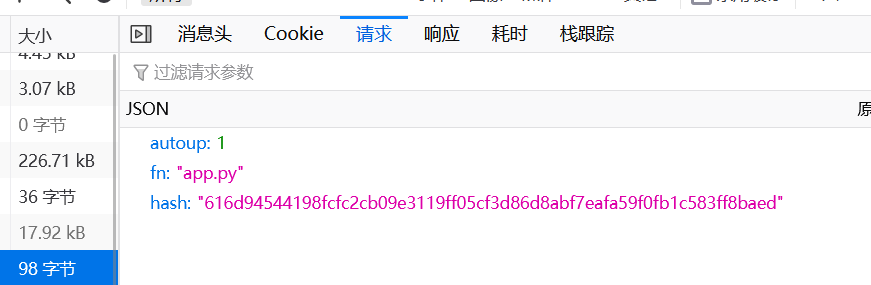 大小
消息头 Cookie 请求 响应 耗时 栈跟踪
4.45 kB
过滤请求参数
3.07 kB
JSON
0 字节
autoup: 1
226.71 kB
fn: "app.py"
36 字节
hash: "616d94544198fcfc2cb09e3119ff05cf3d86d8abf7eafa59f0fb1c583ff8baed"
17.92 kB
98 字节